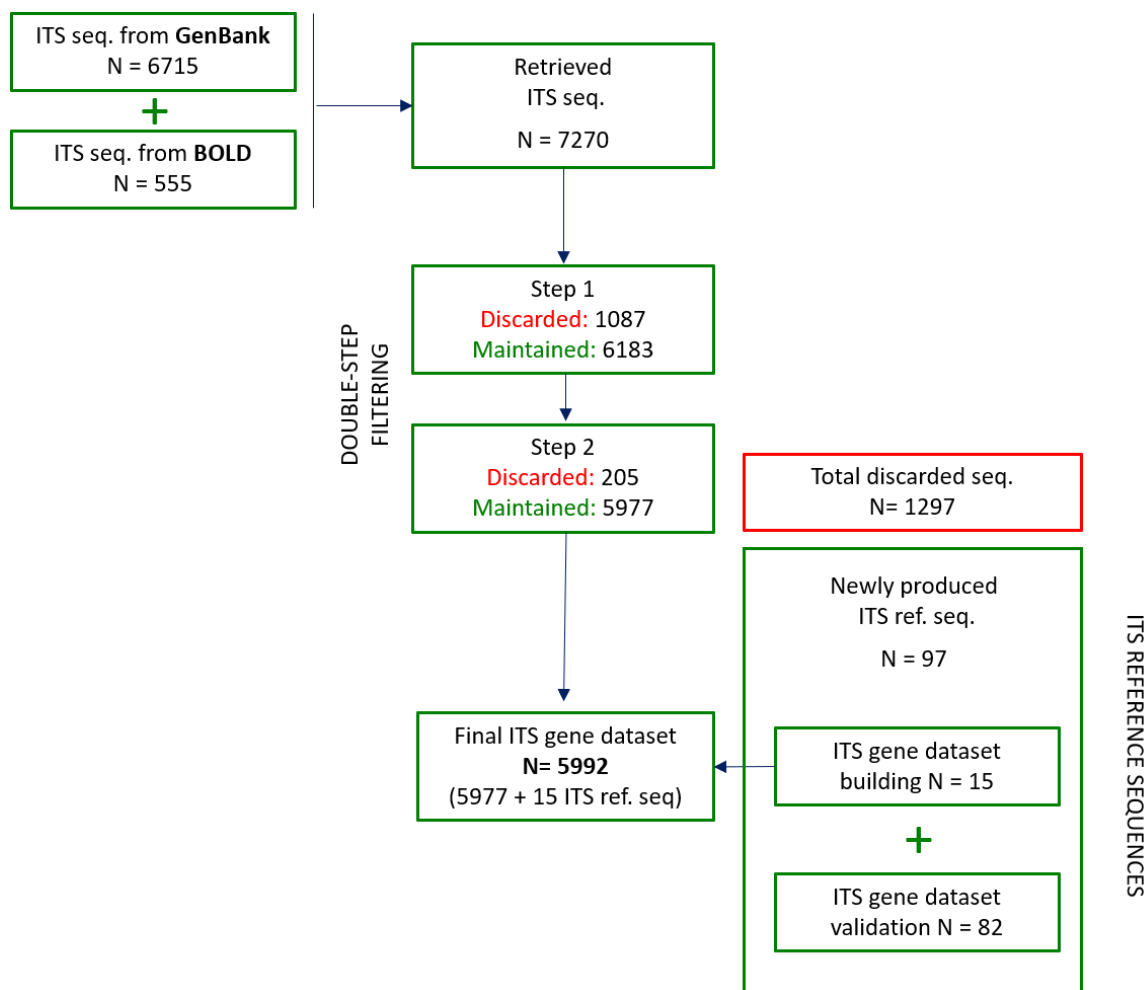 ITS seq. from GenBank
N = 6715
+
ITS seq. from BOLD
N = 555
Retrieved
ITS seq.
N = 7270
DOUBLE-STEP
FILTERING
Step 1
Discarded: 1087
Maintained: 6183
Step 2
Discarded: 205
Maintained: 5977
Total discarded seq.
N= 1297
Newly produced
ITS ref. seq.
N = 97
ITS REFERENCE SEQUENCES
Final ITS gene dataset
N= 5992
(5977 + 15 ITS ref. seq)
ITS gene dataset
building N = 15
+
ITS gene dataset
validation N = 82